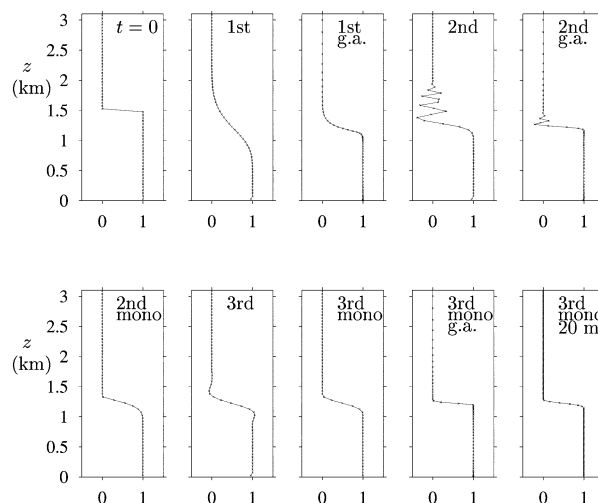 t = 0
1st
1st
g.a.
2nd
2nd
g.a.
z
(km)
3
2.5
2
1.5
1
0.5
0
0 1 0 1 0 1 0 1 0 1
2nd
mono
3rd
3rd
mono
3rd
mono
g.a.
3rd
mono
20 m
z
(km)
3
2.5
2
1.5
1
0.5
0
0 1 0 1 0 1 0 1 0 1